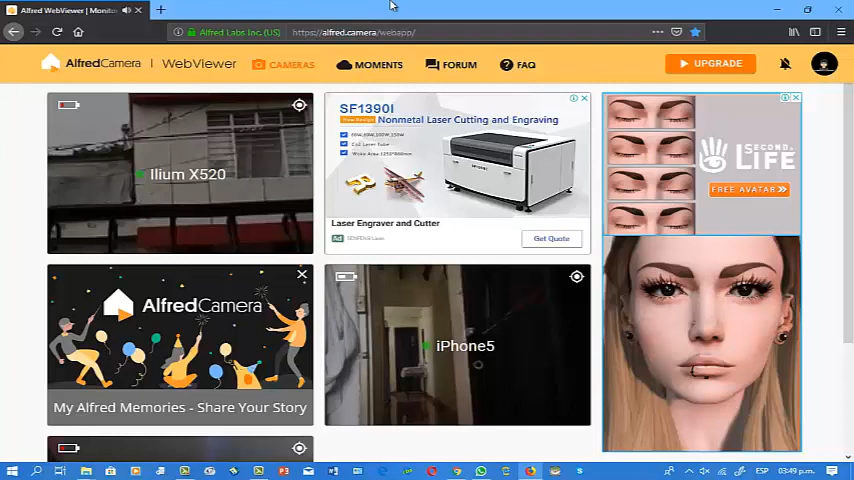 Alfred WebViewer | Monitor
Alfred Labs Inc. (US)
https://alfred.camera/webapp/
AlfredCamera | WebViewer
CAMERAS
MOMENTS
FORUM
FAQ
UPGRADE
Ilium X520
SF1390I
Nonmetal Laser Cutting and Engraving
Laser Engraver and Cutter
Ad
Get Quote
SECOND
LIFE
FREE AVATAR
AlfredCamera
My Alfred Memories - Share Your Story
iPhone5
ESP
03:49 p.m.